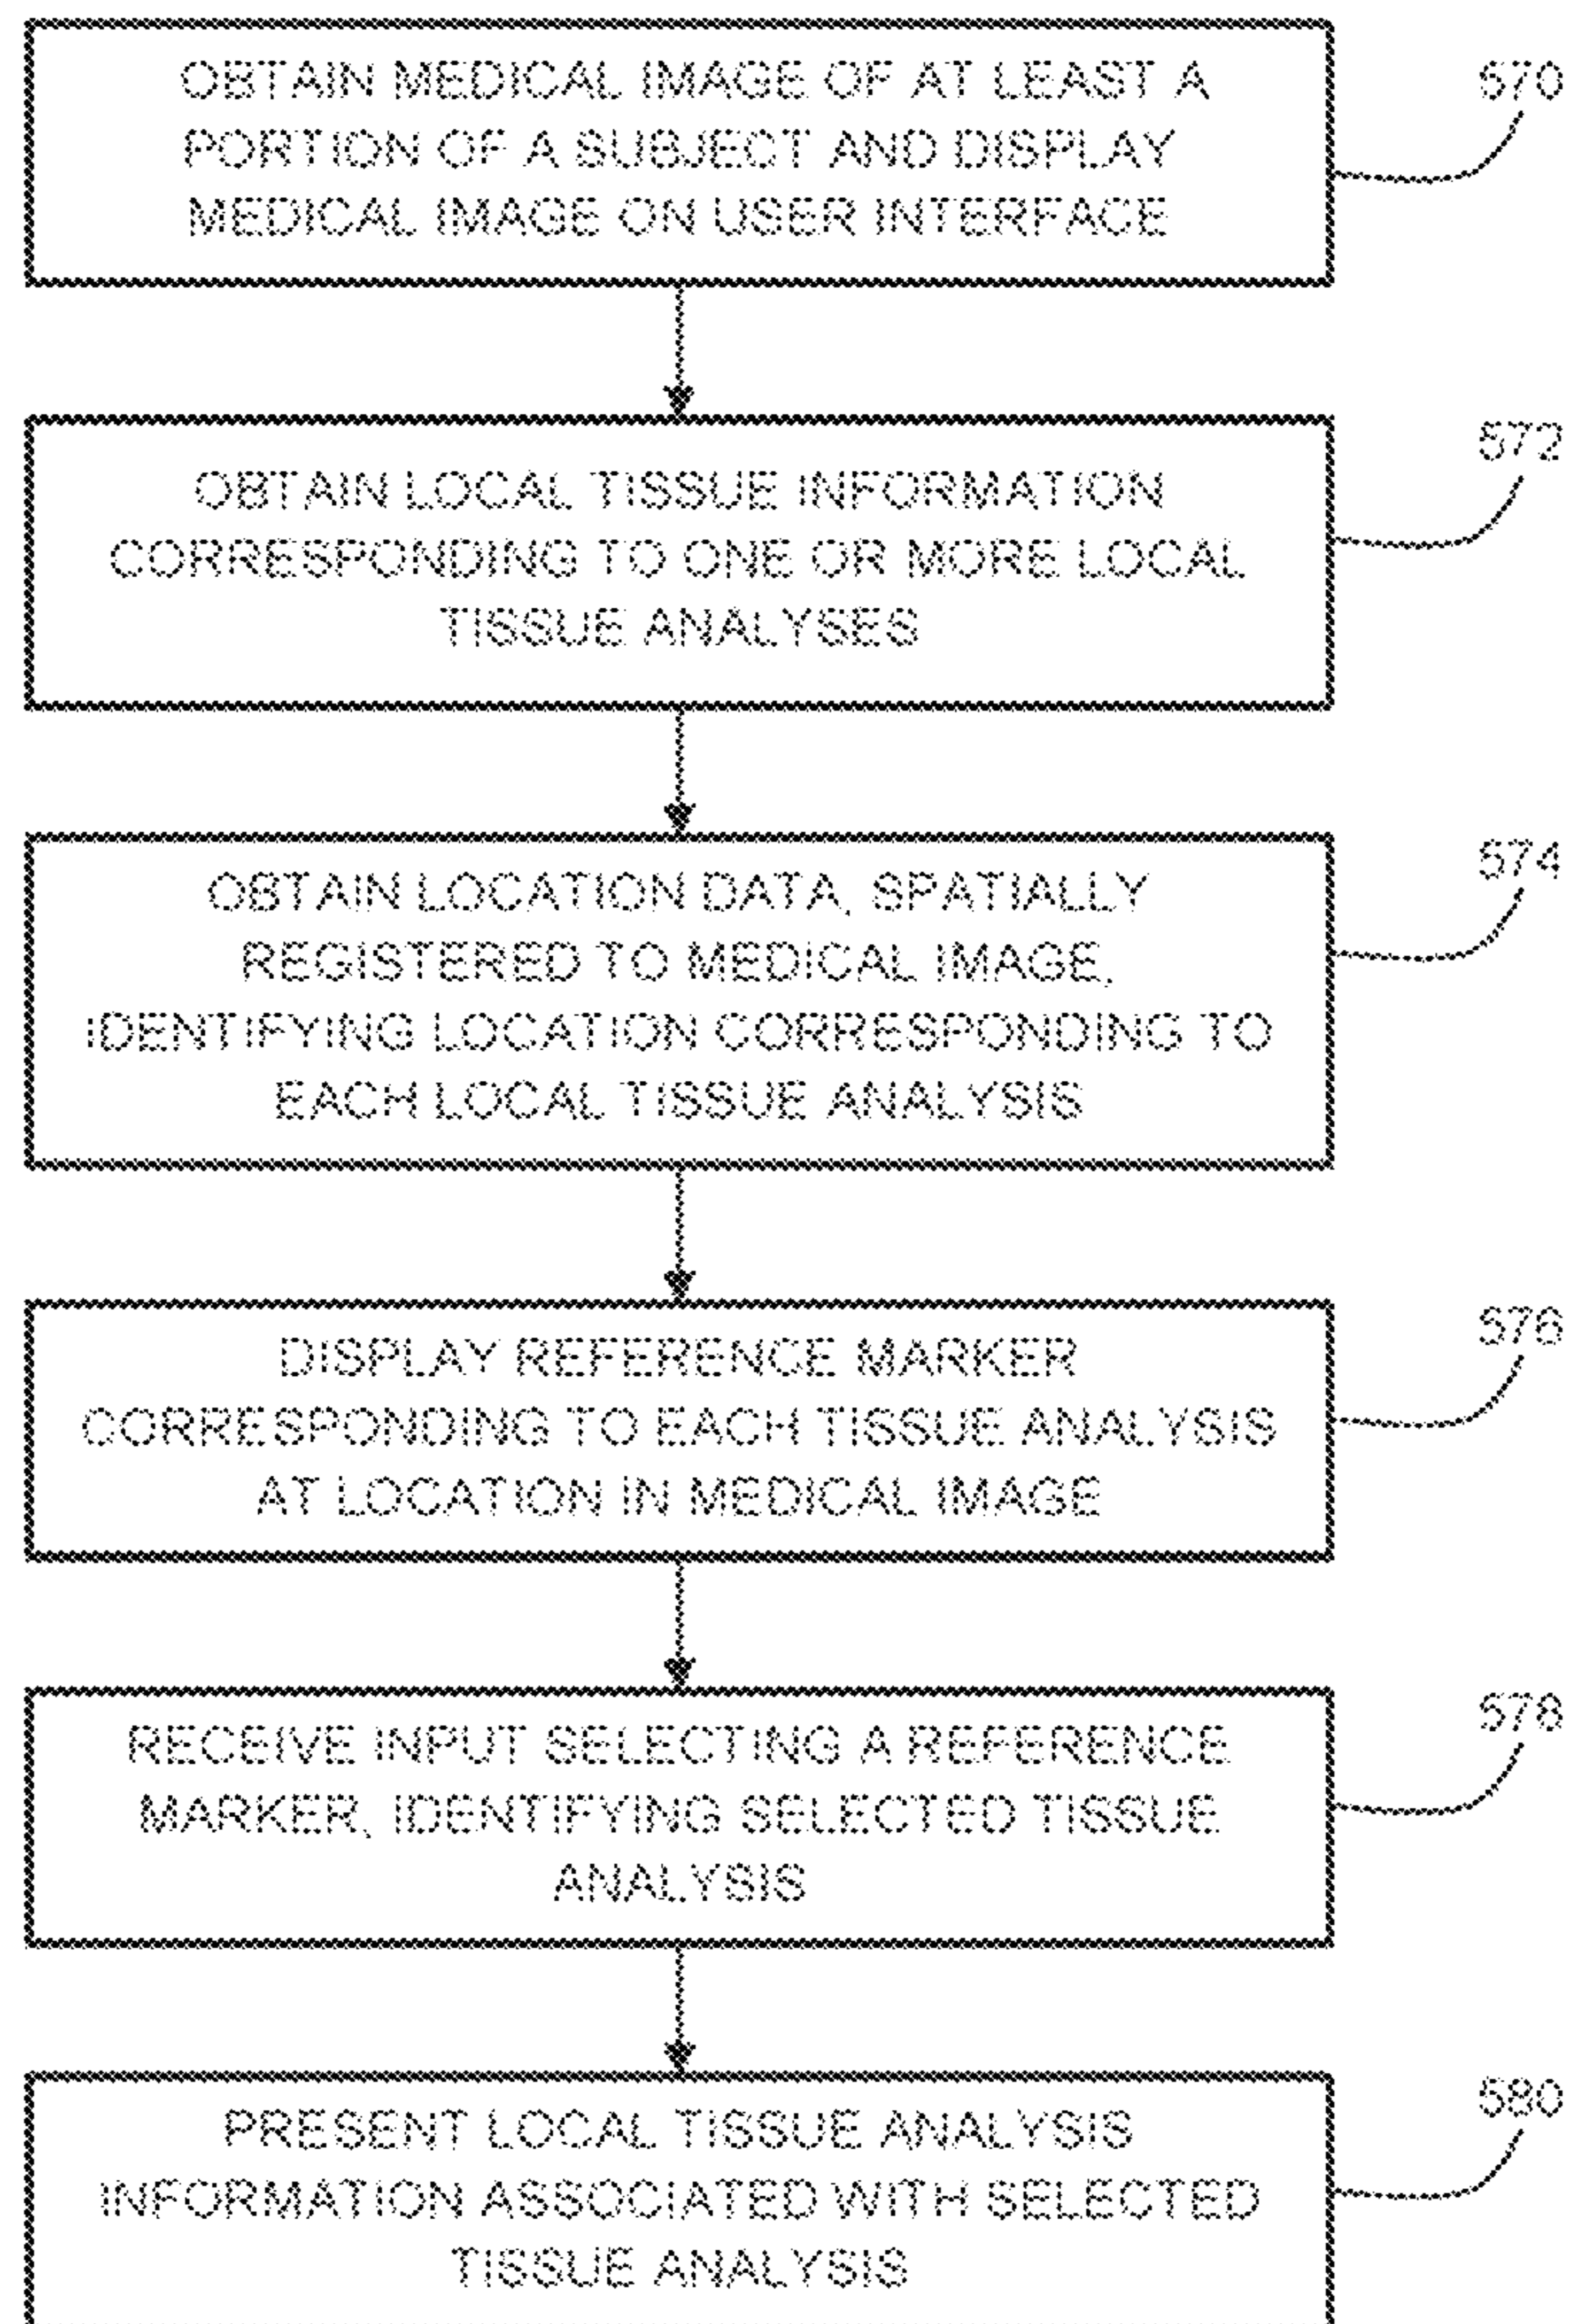 OBTAIN MEDICAL IMAGE OF AT LEAST A
PORTION OF A SUBJECT AND DISPLAY
MEDICAL IMAGE ON USER INTERFACE
570
OBTAIN LOCAL TISSUE INFORMATION
CORRESPONDING TO ONE OR MORE LOCAL
TISSUE ANALYSES
572
OBTAIN LOCATION DATA, SPATIALLY
REGISTERED TO MEDICAL IMAGE,
IDENTIFYING LOCATION CORRESPONDING TO
EACH LOCAL TISSUE ANALYSIS
574
DISPLAY REFERENCE MARKER
CORRESPONDING TO EACH TISSUE ANALYSIS
AT LOCATION IN MEDICAL IMAGE
576
RECEIVE INPUT SELECTING A REFERENCE
MARKER, IDENTIFYING SELECTED TISSUE
ANALYSIS
578
PRESENT LOCAL TISSUE ANALYSIS
INFORMATION ASSOCIATED WITH SELECTED
TISSUE ANALYSIS
580